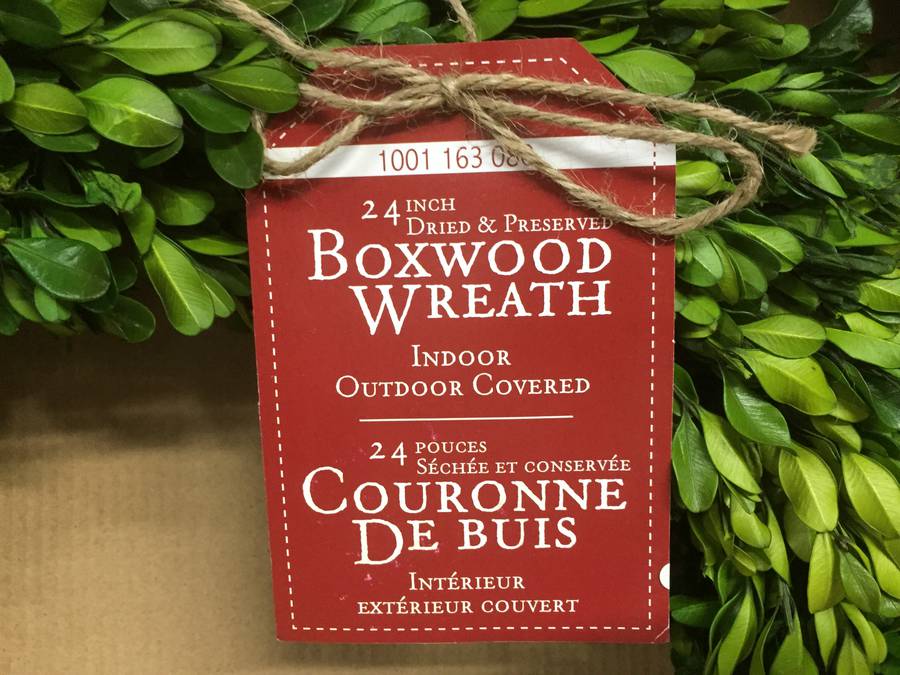 1001 163 08
24 INCH
DRIED & PRESERVED
BOXWOOD
WREATH
INDOOR
OUTDOOR COVERED
24 POUCES
SÉCHÉE ET CONSERVÉE
COURONNE
DE BUIS
INTÉRIEUR
EXTÉRIEUR COUVERT